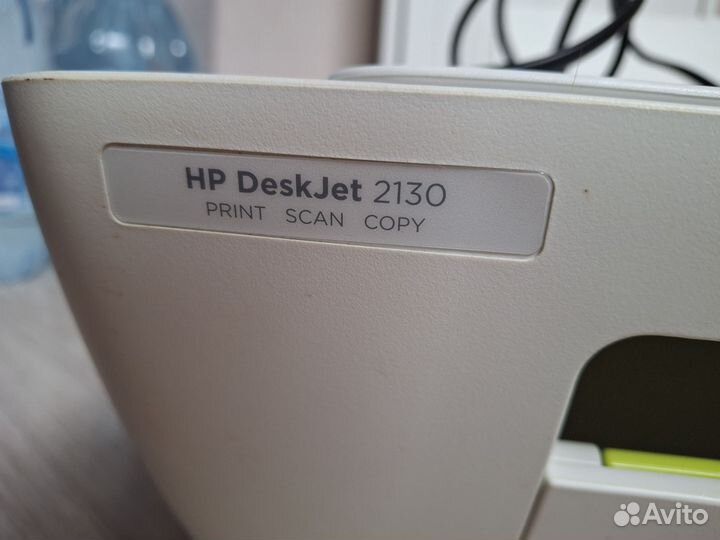 HP DeskJet 2130
PRINT SCAN COPY
Avito